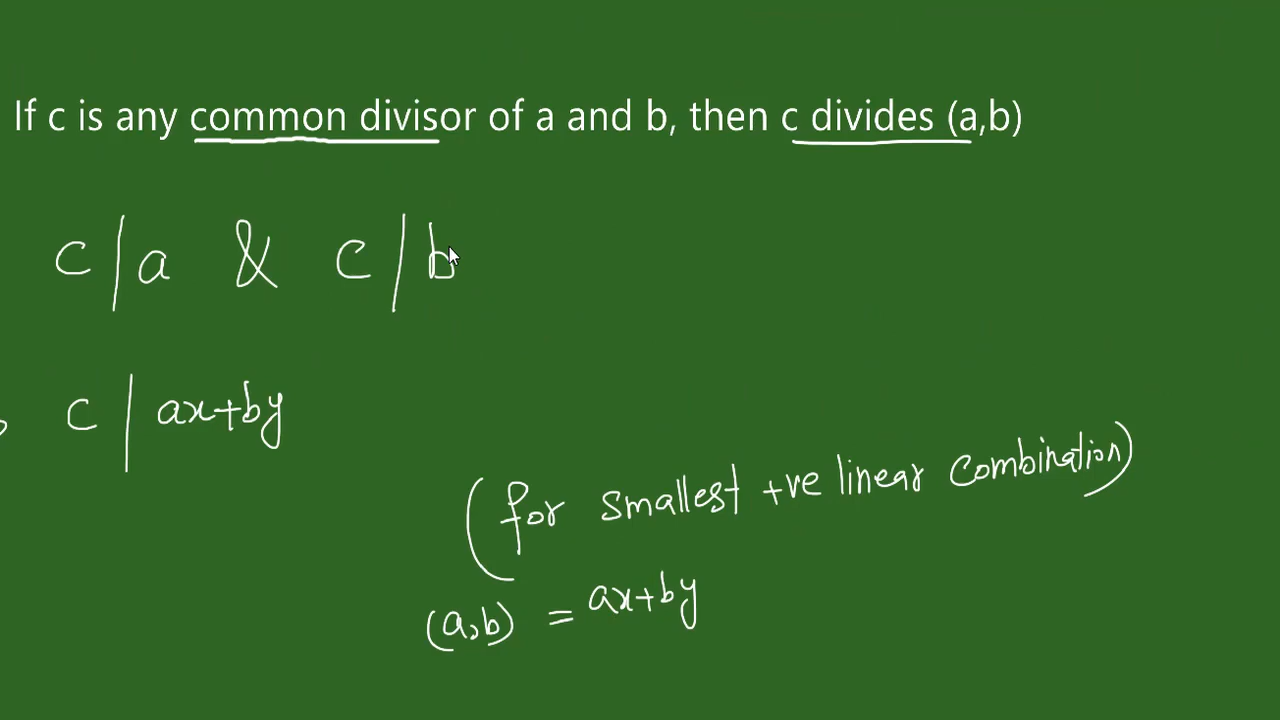 If c is any common divisor of a and b, then c divides (a,b)
c | a & c | b
c | ax+by
(for smallest +ve linear combination)
(a,b) = ax+by